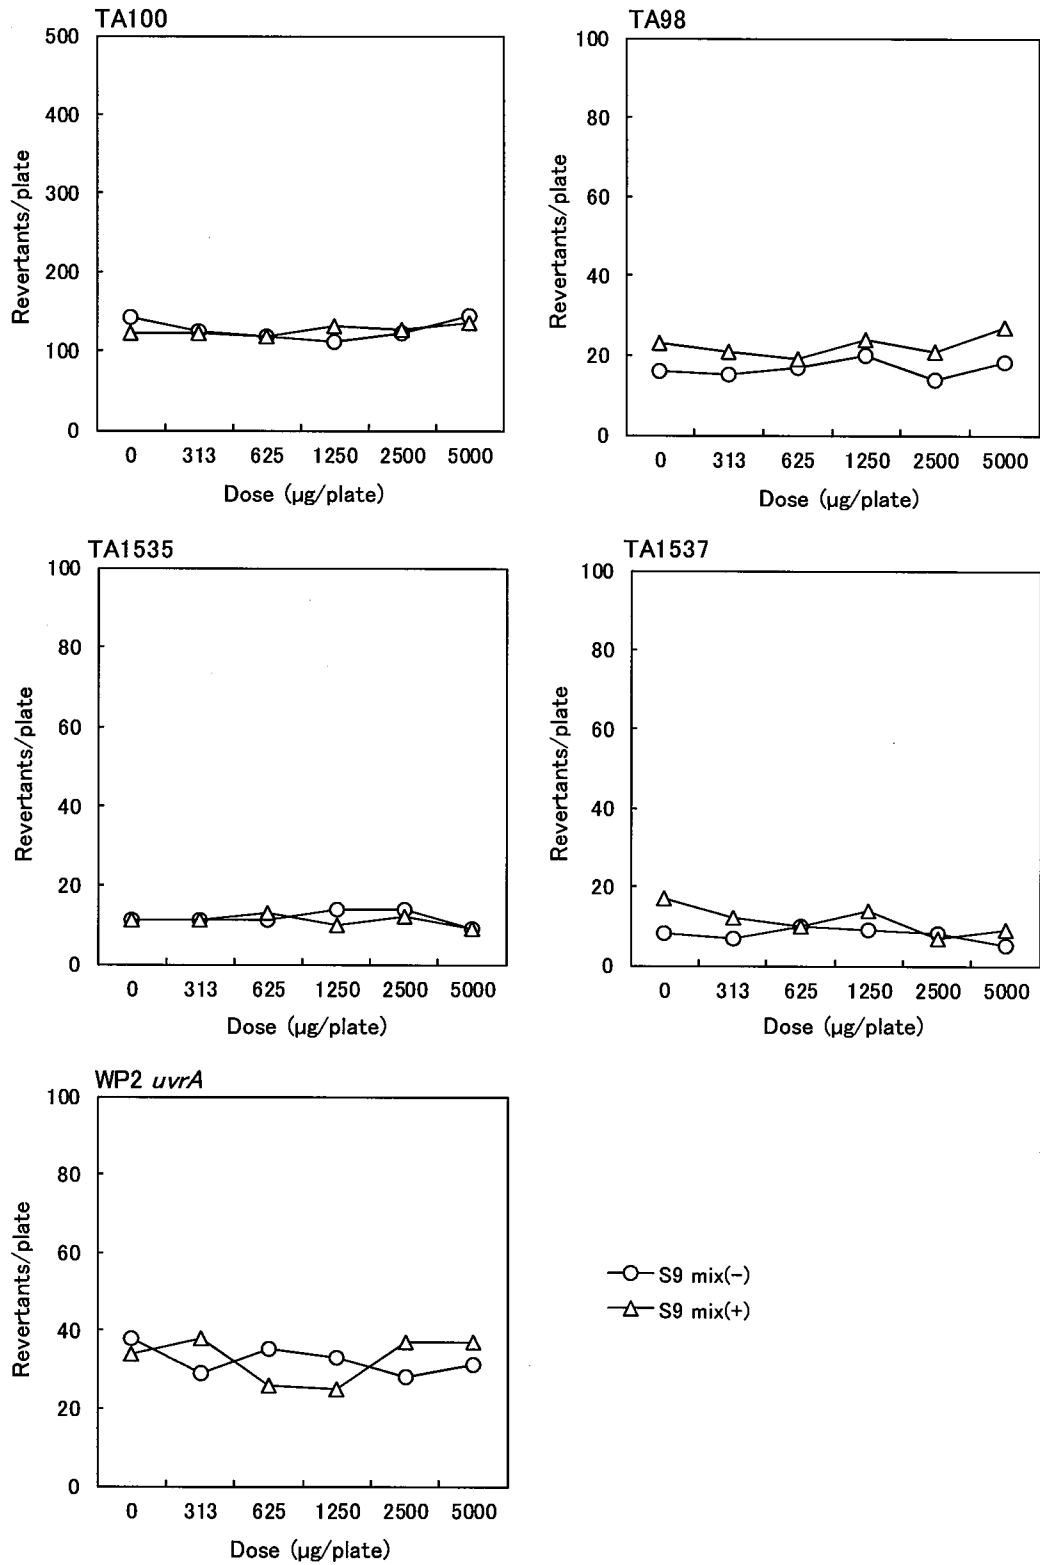 TA100
500
400
300
200
100
0
Revertants/plate
0 313 625 1250 2500 5000
Dose (μg/plate)
TA98
100
80
60
40
20
0
Revertants/plate
0 313 625 1250 2500 5000
Dose (μg/plate)
TA1535
100
80
60
40
20
0
Revertants/plate
0 313 625 1250 2500 5000
Dose (μg/plate)
TA1537
100
80
60
40
20
0
Revertants/plate
0 313 625 1250 2500 5000
Dose (μg/plate)
WP2 uvrA
100
80
60
40
20
0
Revertants/plate
0 313 625 1250 2500 5000
Dose (μg/plate)
S9 mix(-)
S9 mix(+)